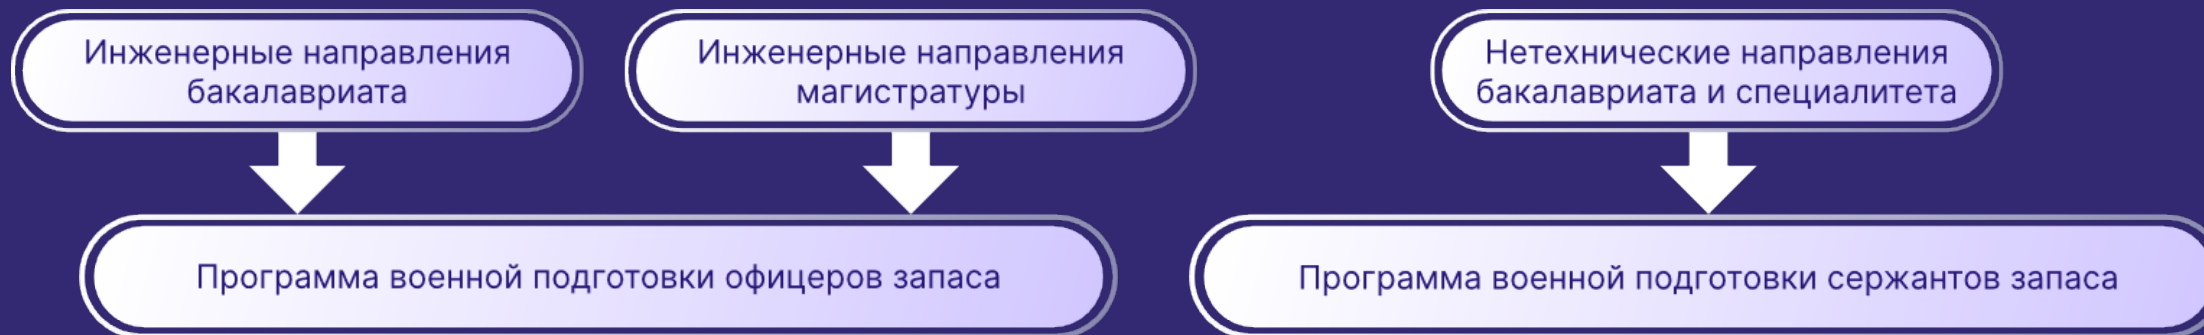 Инженерные направления
бакалавриата
Инженерные направления
магистратуры
Нетехнические направления
бакалавриата и специалитета
Программа военной подготовки офицеров запаса
Программа военной подготовки сержантов запаса